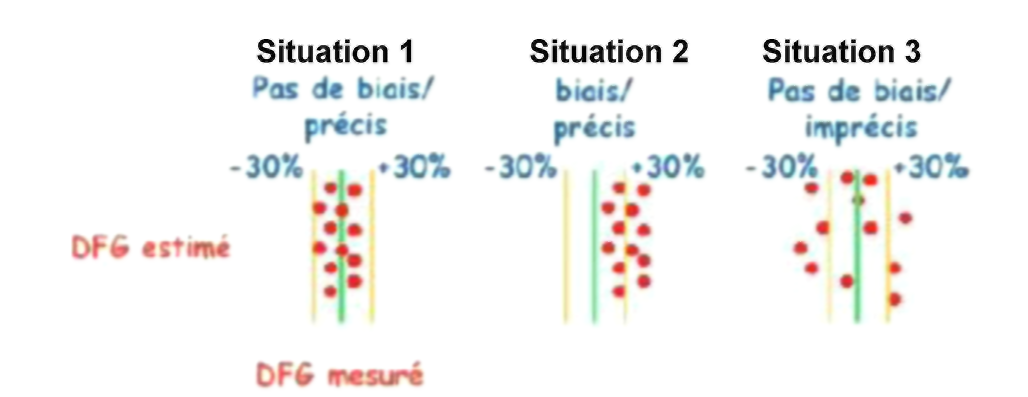 Situation 1
Pas de biais/
précis
-30% +30%
Situation 2
biais/
précis
-30% +30%
Situation 3
Pas de biais/
imprécis
-30% +30%
DFG estimé
DFG mesuré